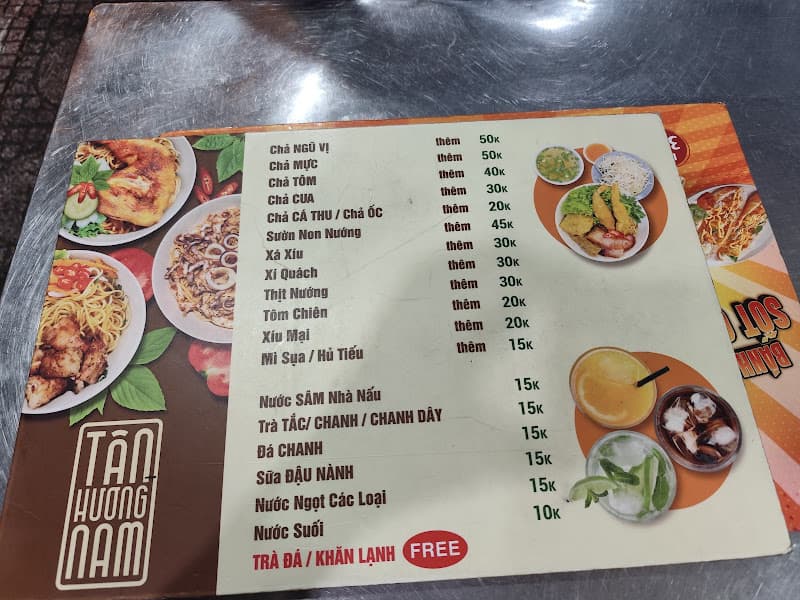 Chả NGŨ VỊ thêm 50K
Chả MỰC thêm 50K
Chả TÔM thêm 40K
Chả CUA thêm 30K
Chả CÁ THU / Chả ỐC thêm 20K
Sườn Non Nướng thêm 45K
Xá Xíu thêm 30K
Xí Quách thêm 30K
Thịt Nướng thêm 30K
Tôm Chiên thêm 20K
Xíu Mại thêm 20K
Mì Sụa / Hủ Tiếu thêm 15K
Nước SÂM Nhà Nấu 15K
Trà TẮC/ CHANH / CHANH DÂY 15K
Đá CHANH 15K
Sữa ĐẬU NÀNH 15K
Nước Ngọt Các Loại 15K
Nước Suối 10K
TRÀ ĐÁ / KHĂN LẠNH FREE
TÂN
HƯƠNG
NAM
BÁNH
SỐT